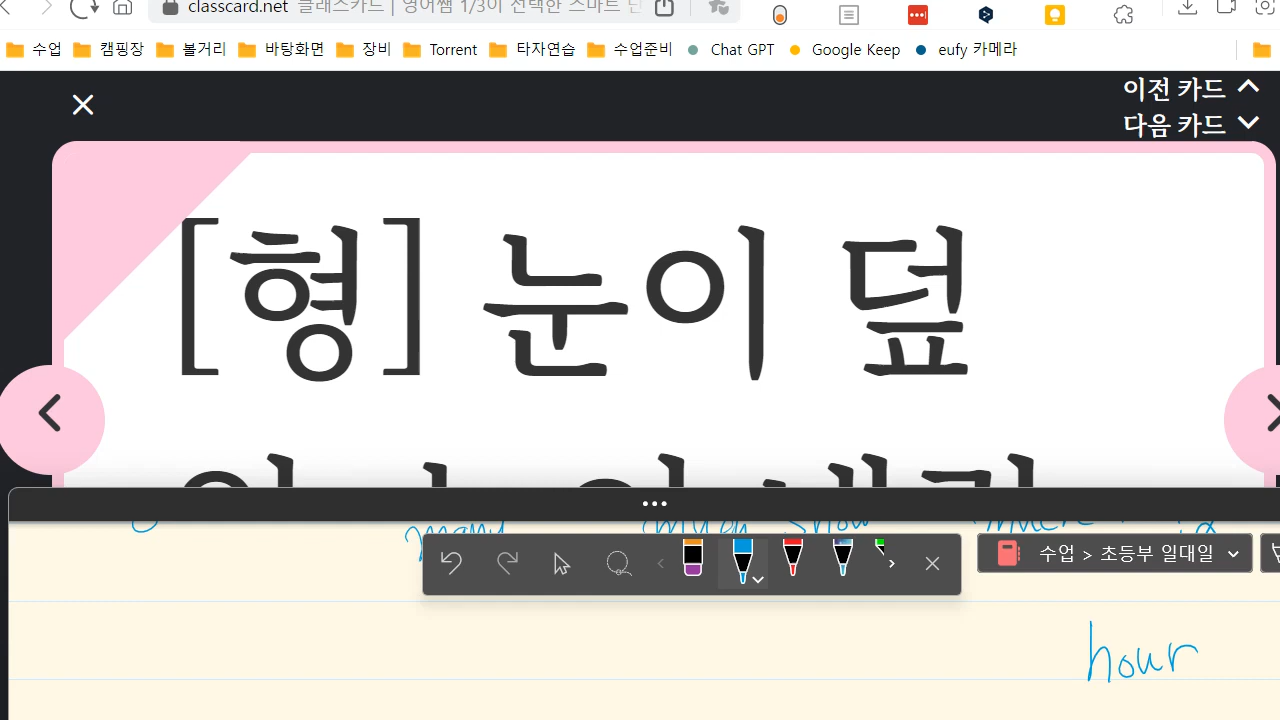 classcard.net 클래스카드 | 영어쌤 1/3이 선택한 스마트 단
수업 캠핑장 볼거리 바탕화면 장비 Torrent 타자연습 수업준비 Chat GPT Google Keep eufy 카메라
이전 카드
다음 카드
[형] 눈이 덮
many show
수업 > 초등부 일대일
hour